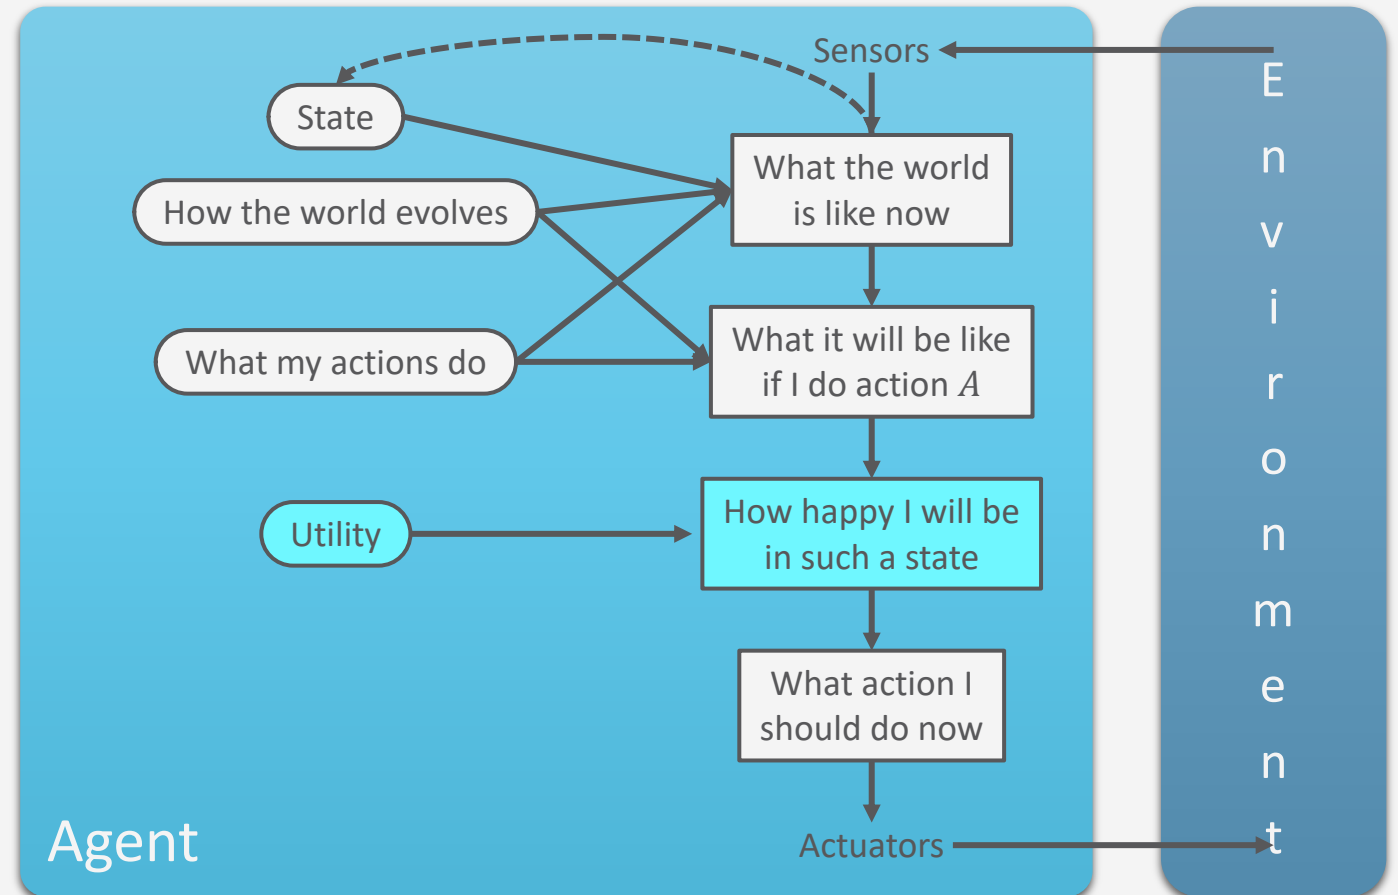 Sensors
State
What the world
is like now
How the world evolves
What it will be like
if I do action A
What my actions do
How happy I will be
in such a state
Utility
What action I
should do now
Actuators
Agent
E
n
v
i
r
o
n
m
e
n
t